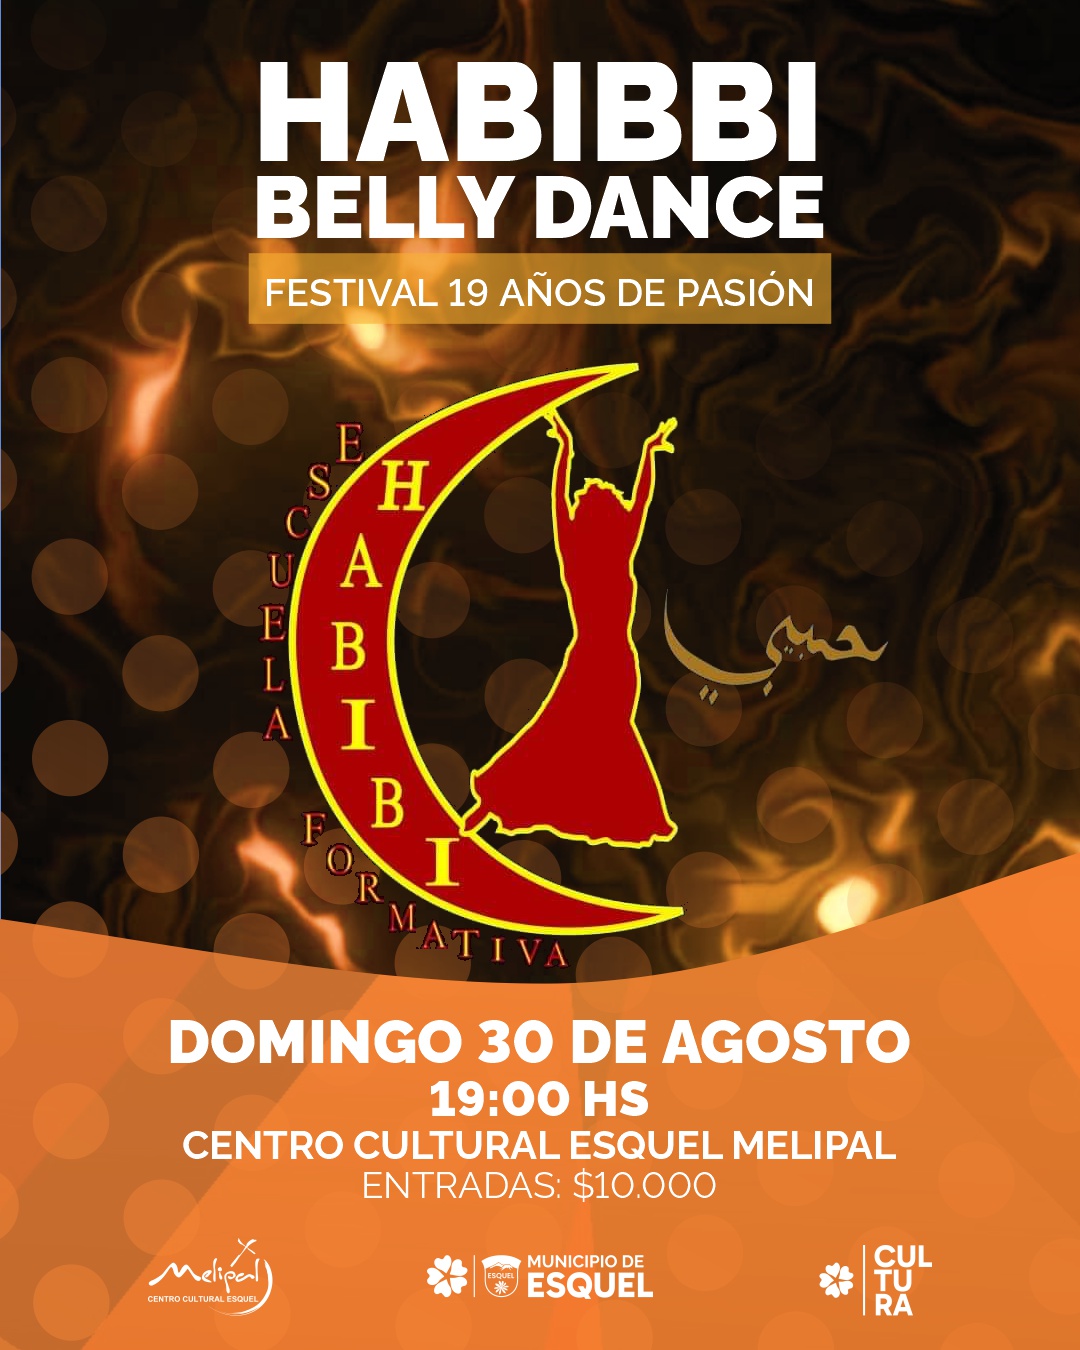 HABIBBI
BELLY DANCE
FESTIVAL 19 AÑOS DE PASIÓN
ESCUELA
HABIBBI
FORMATIVA
حبيبي
DOMINGO 30 DE AGOSTO
19:00 HS
CENTRO CULTURAL ESQUEL MELIPAL
ENTRADAS: $10.000
Melipal
CENTRO CULTURAL ESQUEL
ESQUEL
MUNICIPIO DE
ESQUEL
CUL
TU
RA